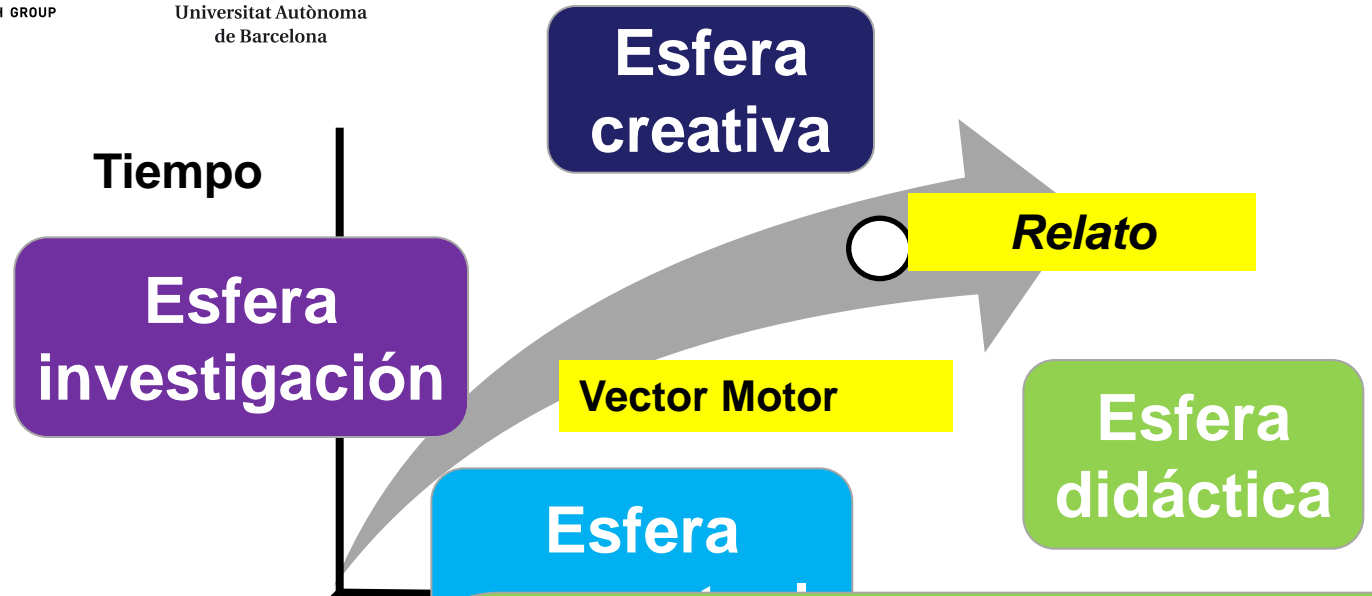 GROUP
Universitat Autònoma
de Barcelona
Esfera
creativa
Tiempo
Relato
Esfera
investigación
Vector Motor
Esfera
didáctica
Esfera